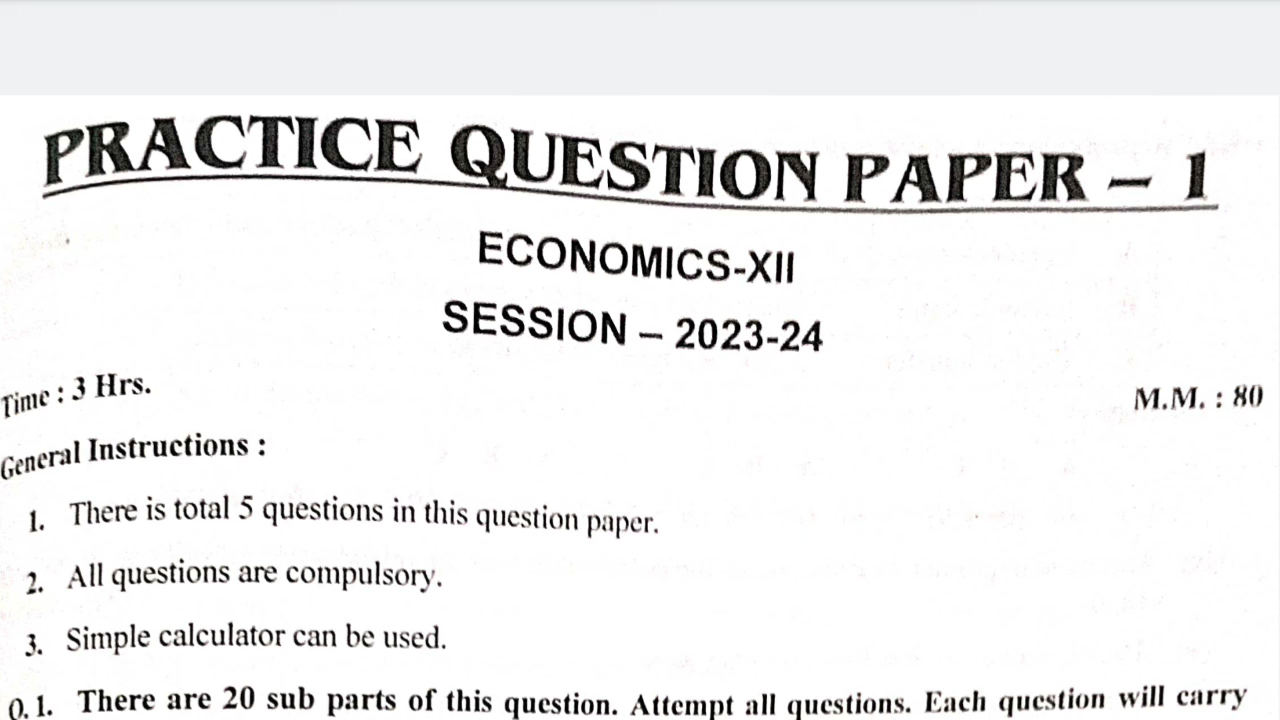 PRACTICE QUESTION PAPER – 1
ECONOMICS-XII
SESSION – 2023-24
Time : 3 Hrs.
M.M. : 80
General Instructions :
1. There is total 5 questions in this question paper.
2. All questions are compulsory.
3. Simple calculator can be used.
Q. 1. There are 20 sub parts of this question. Attempt all questions. Each question will carry